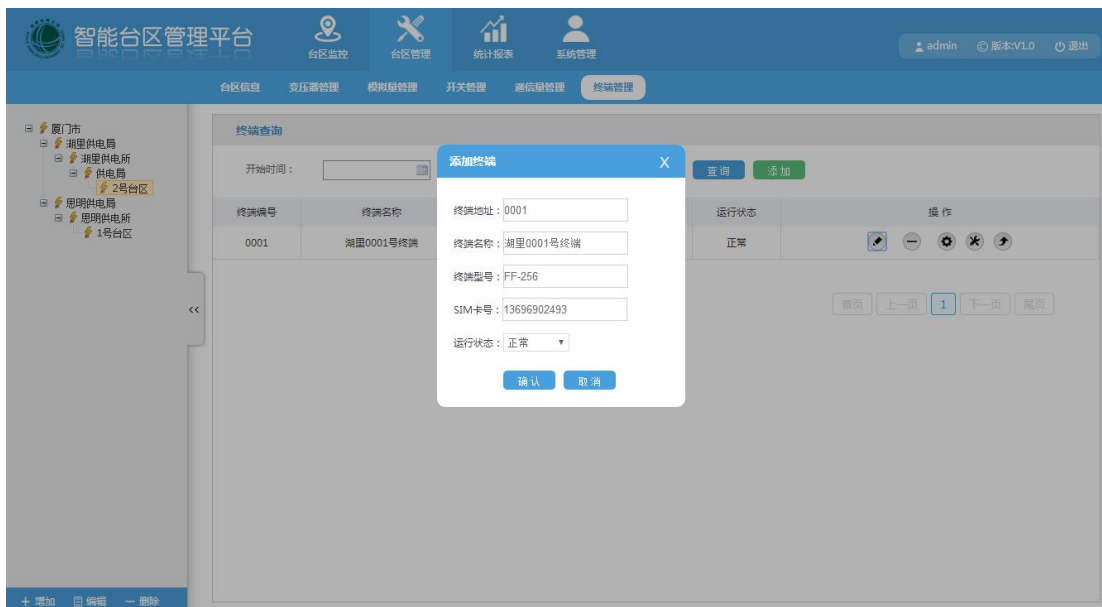 智能台区管理平台
台区监控 台区管理 统计报表 系统管理
admin © 版本:V1.0 退出
台区信息 变压器管理 模拟量管理 开关管理 遥信量管理 终端管理
厦门市
湖里供电局
湖里供电所
供电局
2号台区
思明供电局
思明供电所
1号台区
终端查询
开始时间： 查询 添加
终端编号 终端名称 运行状态 操作
0001 湖里0001号终端 正常
<<
首页 上一页 1 下一页 尾页
添加终端 X
终端地址：0001
终端名称：湖里0001号终端
终端型号：FF-256
SIM卡号：13696902493
运行状态：正常
确认 取消
+ 增加 编辑 — 删除